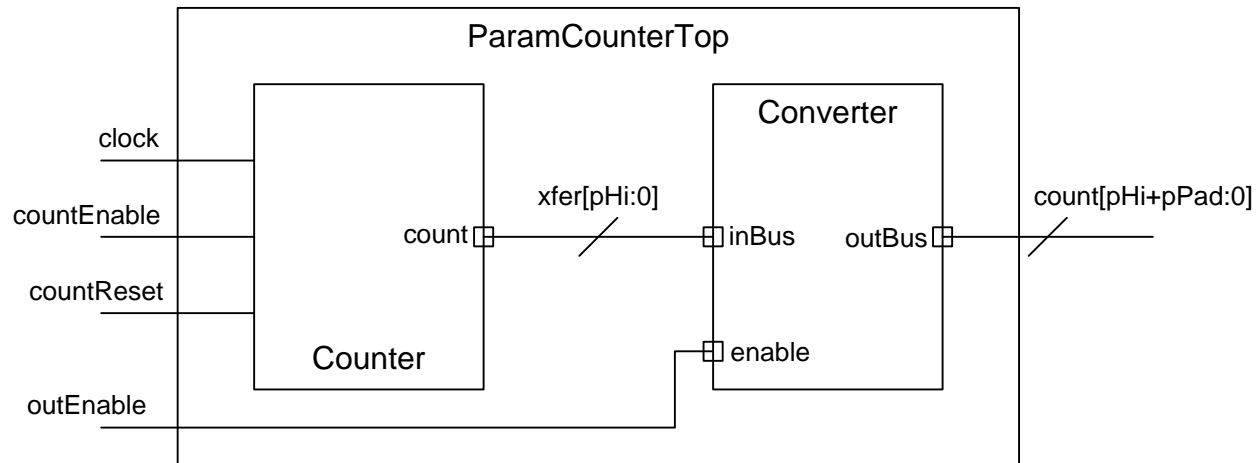 ParamCounterTop
Converter
clock
xfer[pHi:0]
count[pHi+pPad:0]
countEnable
count
inBus
outBus
countReset
Counter
enable
outEnable